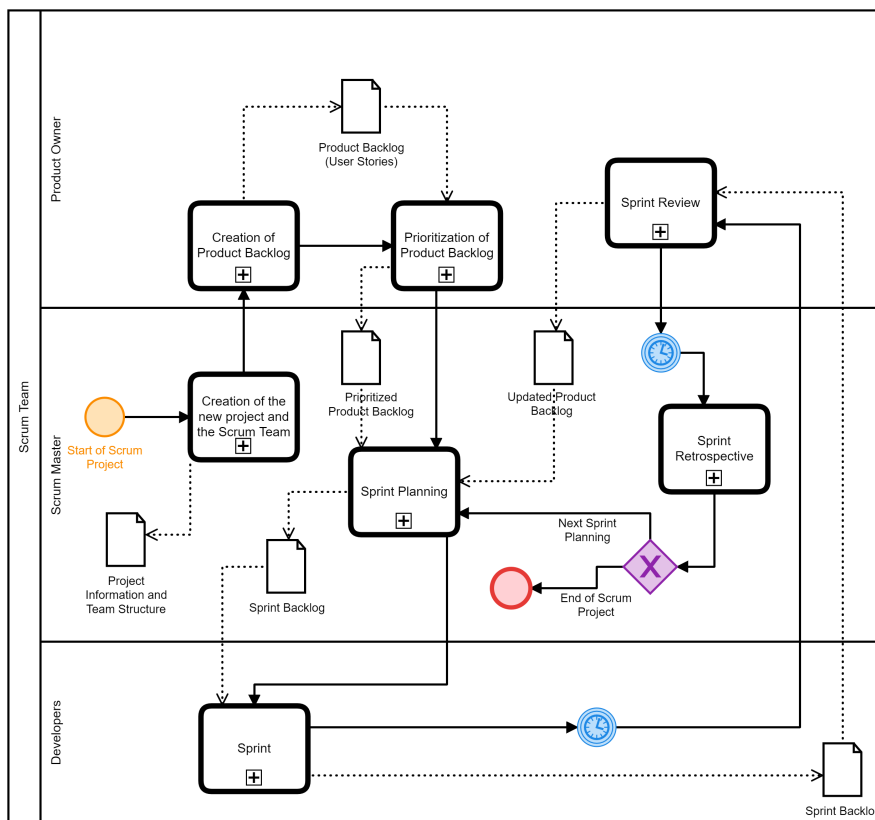 Scrum Team
Product Owner
Product Backlog
(User Stories)
Creation of
Product Backlog
Prioritization of
Product Backlog
Sprint Review
Scrum Master
Start of Scrum
Project
Creation of the
new project and
the Scrum Team
Prioritized
Product Backlog
Updated Product
Backlog
Sprint
Retrospective
Sprint Planning
Next Sprint
Planning
X
End of Scrum
Project
Project
Information and
Team Structure
Sprint Backlog
Developers
Sprint
Sprint Backlo